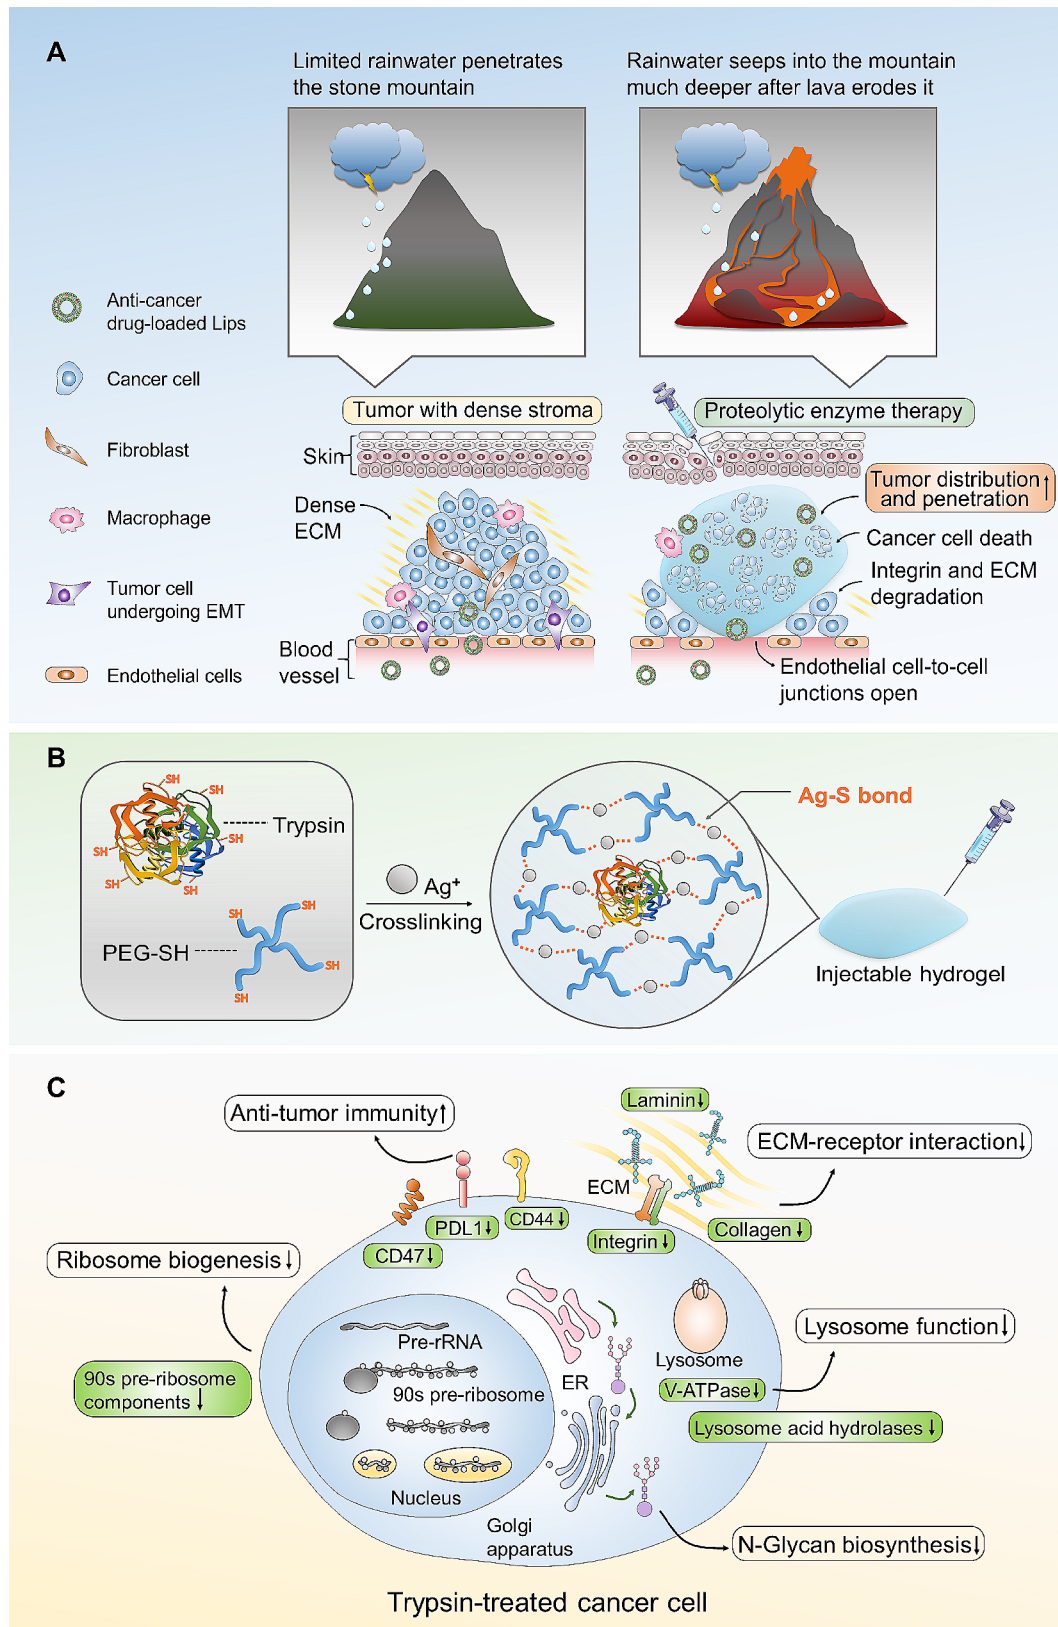 A
Limited rainwater penetrates
the stone mountain
Rainwater seeps into the mountain
much deeper after lava erodes it
Anti-cancer
drug-loaded Lips
Cancer cell
Fibroblast
Macrophage
Tumor cell
undergoing EMT
Endothelial cells
Tumor with dense stroma
Skin
Dense
ECM
Blood
vessel
Proteolytic enzyme therapy
Tumor distribution↑
and penetration
Cancer cell death
Integrin and ECM
degradation
Endothelial cell-to-cell
junctions open
B
SH
SH
SH
SH
SH
Trypsin
SH
SH
PEG-SH
SH
SH
Ag⁺
Crosslinking
Ag-S bond
Injectable hydrogel
C
Anti-tumor immunity↑
Laminin↓
ECM-receptor interaction↓
ECM
PDL1↓
CD44↓
CD47↓
Integrin↓
Collagen↓
Ribosome biogenesis↓
Pre-rRNA
90s pre-ribosome
90s pre-ribosome
components↓
Nucleus
ER
Golgi
apparatus
Lysosome
V-ATPase↓
Lysosome function↓
Lysosome acid hydrolases↓
N-Glycan biosynthesis↓
Trypsin-treated cancer cell